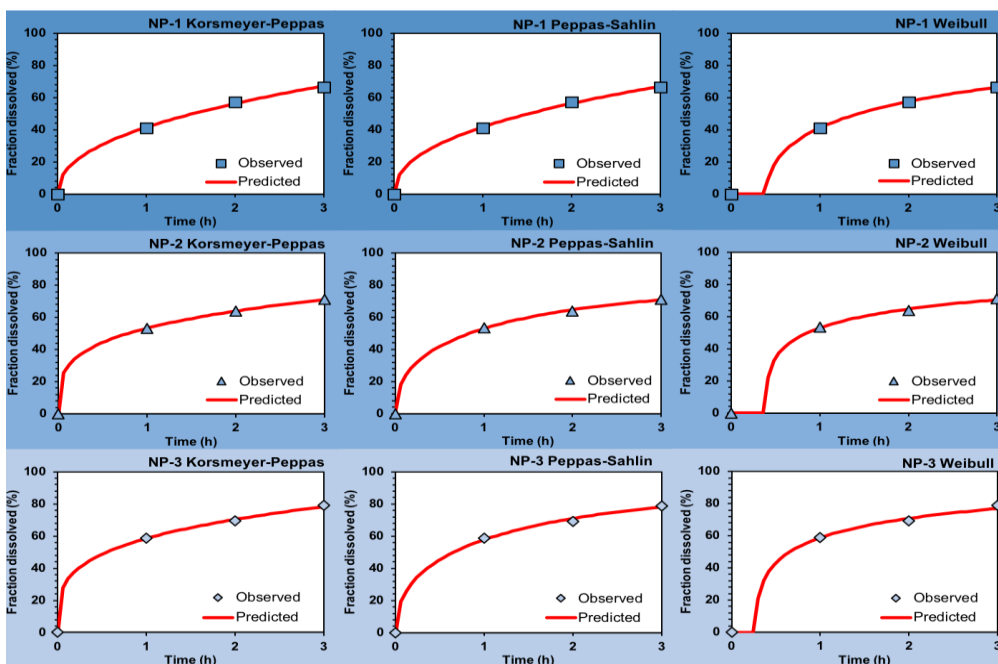 NP-1 Korsmeyer-Peppas
100
80
60
40
20
0
Fraction dissolved (%)
Observed
Predicted
0 1 2 3
Time (h)
NP-1 Peppas-Sahlin
100
80
60
40
20
0
Fraction dissolved (%)
Observed
Predicted
0 1 2 3
Time (h)
NP-1 Weibull
100
80
60
40
20
0
Fraction dissolved (%)
Observed
Predicted
0 1 2 3
Time (h)
NP-2 Korsmeyer-Peppas
100
80
60
40
20
0
Fraction dissolved (%)
Observed
Predicted
0 1 2 3
Time (h)
NP-2 Peppas-Sahlin
100
80
60
40
20
0
Fraction dissolved (%)
Observed
Predicted
0 1 2 3
Time (h)
NP-2 Weibull
100
80
60
40
20
0
Fraction dissolved (%)
Observed
Predicted
0 1 2 3
Time (h)
NP-3 Korsmeyer-Peppas
100
80
60
40
20
0
Fraction dissolved (%)
Observed
Predicted
0 1 2 3
Time (h)
NP-3 Peppas-Sahlin
100
80
60
40
20
0
Fraction dissolved (%)
Observed
Predicted
0 1 2 3
Time (h)
NP-3 Weibull
100
80
60
40
20
0
Fraction dissolved (%)
Observed
Predicted
0 1 2 3
Time (h)